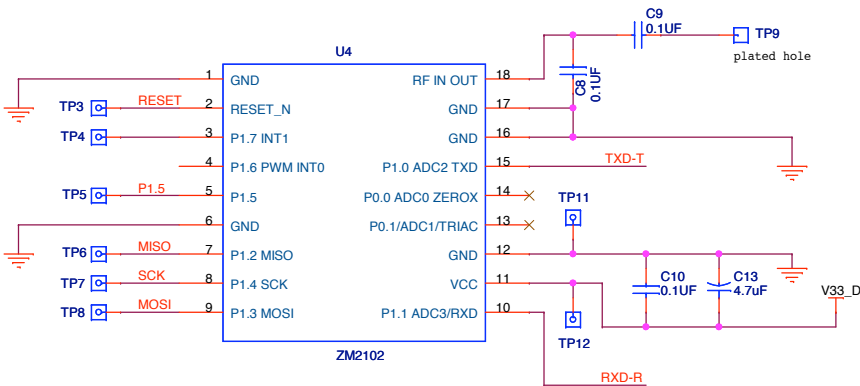 C9
0.1UF
TP9
plated hole
U4
C8
0.1UF
1 GND
RF IN OUT 18
TP3 RESET 2 RESET_N
GND 17
TP4 3 P1.7 INT1
GND 16
4 P1.6 PWM INT0
P1.0 ADC2 TXD 15 TXD-T
TP5 P1.5 5 P1.5
P0.0 ADC0 ZEROX 14
TP11
6 GND
P0.1/ADC1/TRIAC 13
TP6 MISO 7 P1.2 MISO
GND 12
TP7 SCK 8 P1.4 SCK
VCC 11
C10
0.1UF
C13
4.7uF
V33_D
TP8 MOSI 9 P1.3 MOSI
P1.1 ADC3/RXD 10
TP12
ZM2102
RXD-R